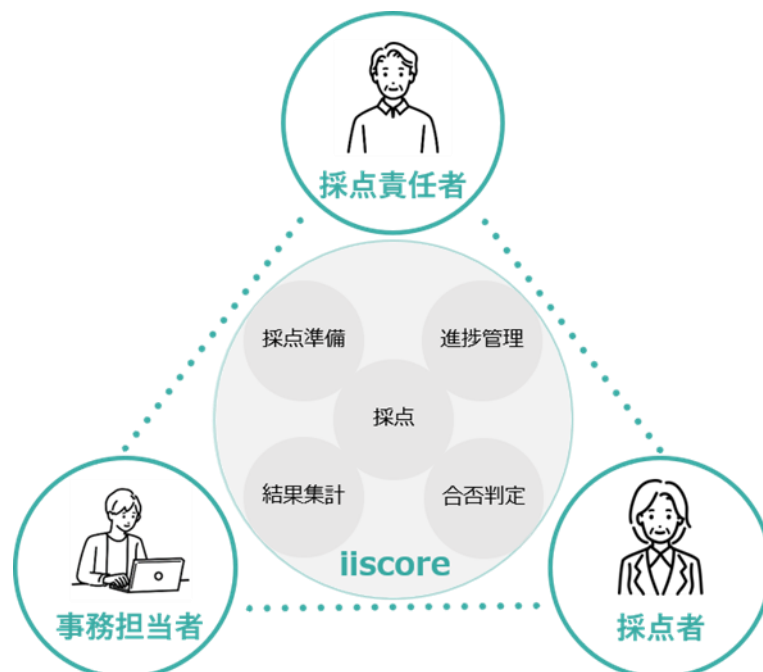 採点責任者
採点準備
進捗管理
採点
結果集計
合否判定
iiscore
事務担当者
採点者